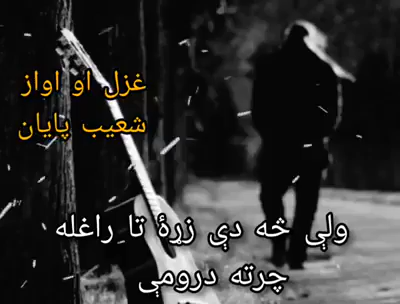 غزل او اواز
شعیب پایان
ولې څه دې زړۀ تا راغله
چرته درومې